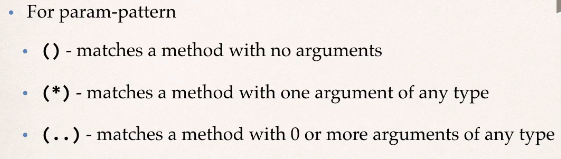 • For param-pattern
• () - matches a method with no arguments
• (*) - matches a method with one argument of any type
• (..) - matches a method with 0 or more arguments of any type